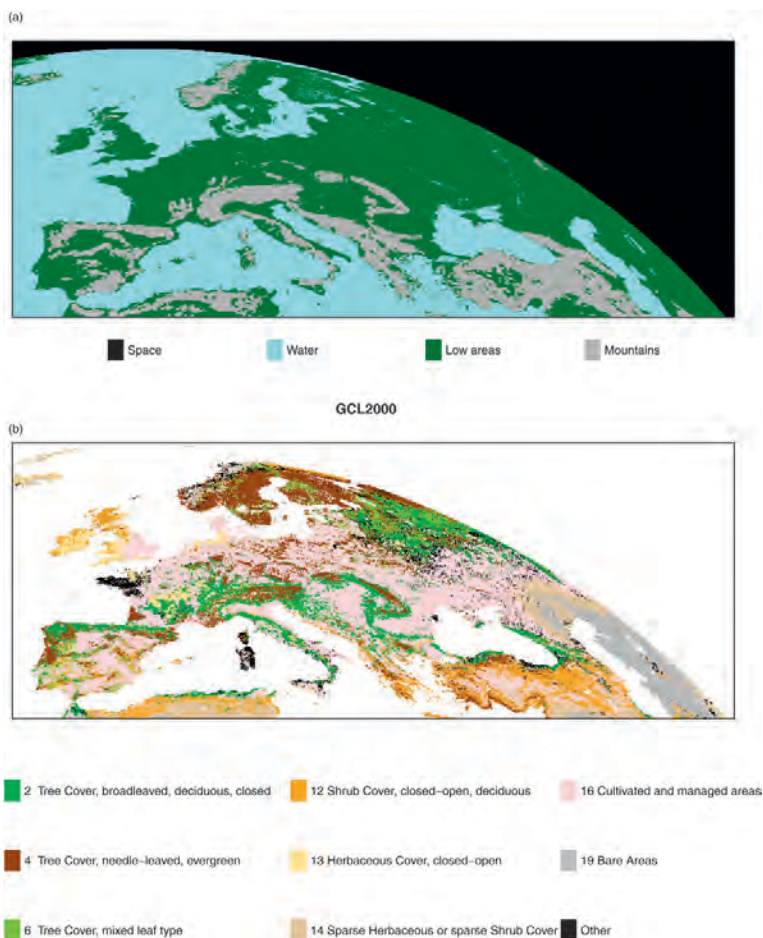 (a)
Space Water Low areas Mountains
GCL2000
(b)
2 Tree Cover, broadleaved, deciduous, closed 12 Shrub Cover, closed-open, deciduous 16 Cultivated and managed areas
4 Tree Cover, needle-leaved, evergreen 13 Herbaceous Cover, closed-open 19 Bare Areas
6 Tree Cover, mixed leaf type 14 Sparse Herbaceous or sparse Shrub Cover Other